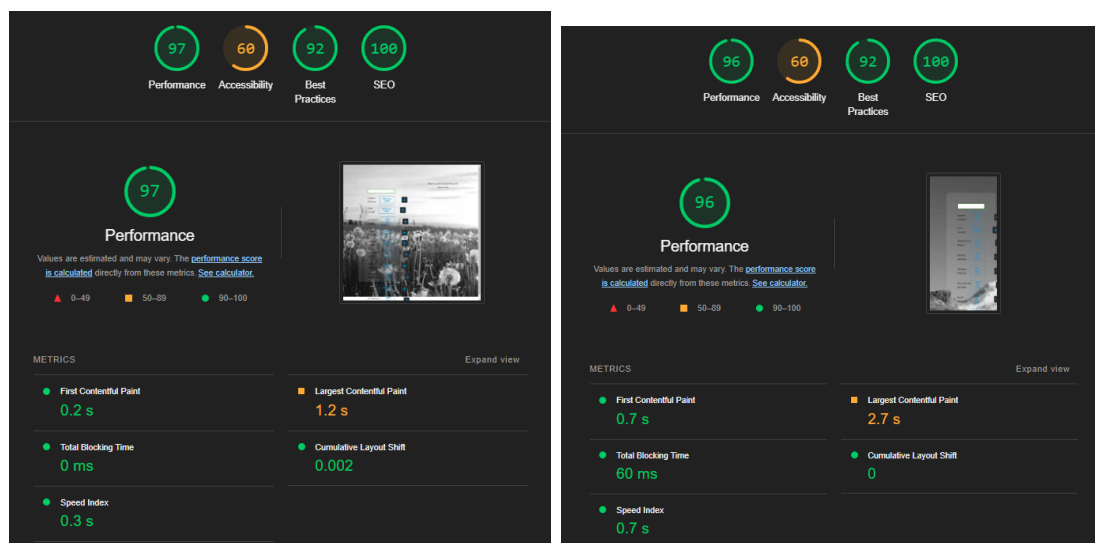 97
60
92
100
Performance
Accessibility
Best
Practices
SEO
97
Performance
Values are estimated and may vary. The performance score
is calculated directly from these metrics. See calculator.
0–49
50–89
90–100
METRICS
Expand view
First Contentful Paint
0.2 s
Largest Contentful Paint
1.2 s
Total Blocking Time
0 ms
Cumulative Layout Shift
0.002
Speed Index
0.3 s
96
60
92
100
Performance
Accessibility
Best
Practices
SEO
96
Performance
Values are estimated and may vary. The performance score
is calculated directly from these metrics. See calculator.
0–49
50–89
90–100
METRICS
Expand view
First Contentful Paint
0.7 s
Largest Contentful Paint
2.7 s
Total Blocking Time
60 ms
Cumulative Layout Shift
0
Speed Index
0.7 s